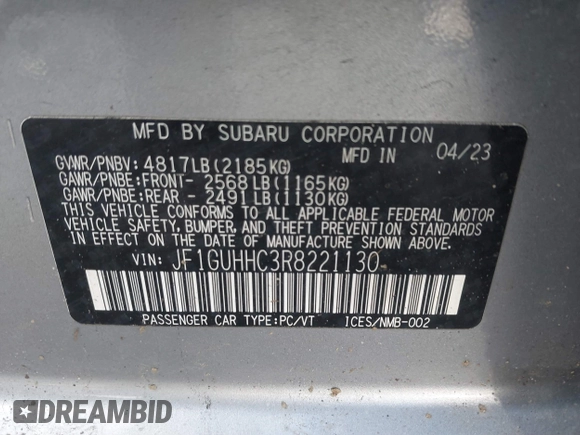 MFD BY SUBARU CORPORATION
GVWR/PNBV: 4817LB(2185KG) MFD IN 04/23
GAWR/PNBE:FRONT- 2568LB(1165KG)
GAWR/PNBE:REAR - 2491LB(1130KG)
THIS VEHICLE CONFORMS TO ALL APPLICABLE FEDERAL MOTOR
VEHICLE SAFETY, BUMPER, AND THEFT PREVENTION STANDARDS
IN EFFECT ON THE DATE OF MANUFACTURE SHOWN ABOVE.
VIN: JF1GUHHC3R8221130
PASSENGER CAR TYPE:PC/VT ICES/NMB-002
DREAMBID